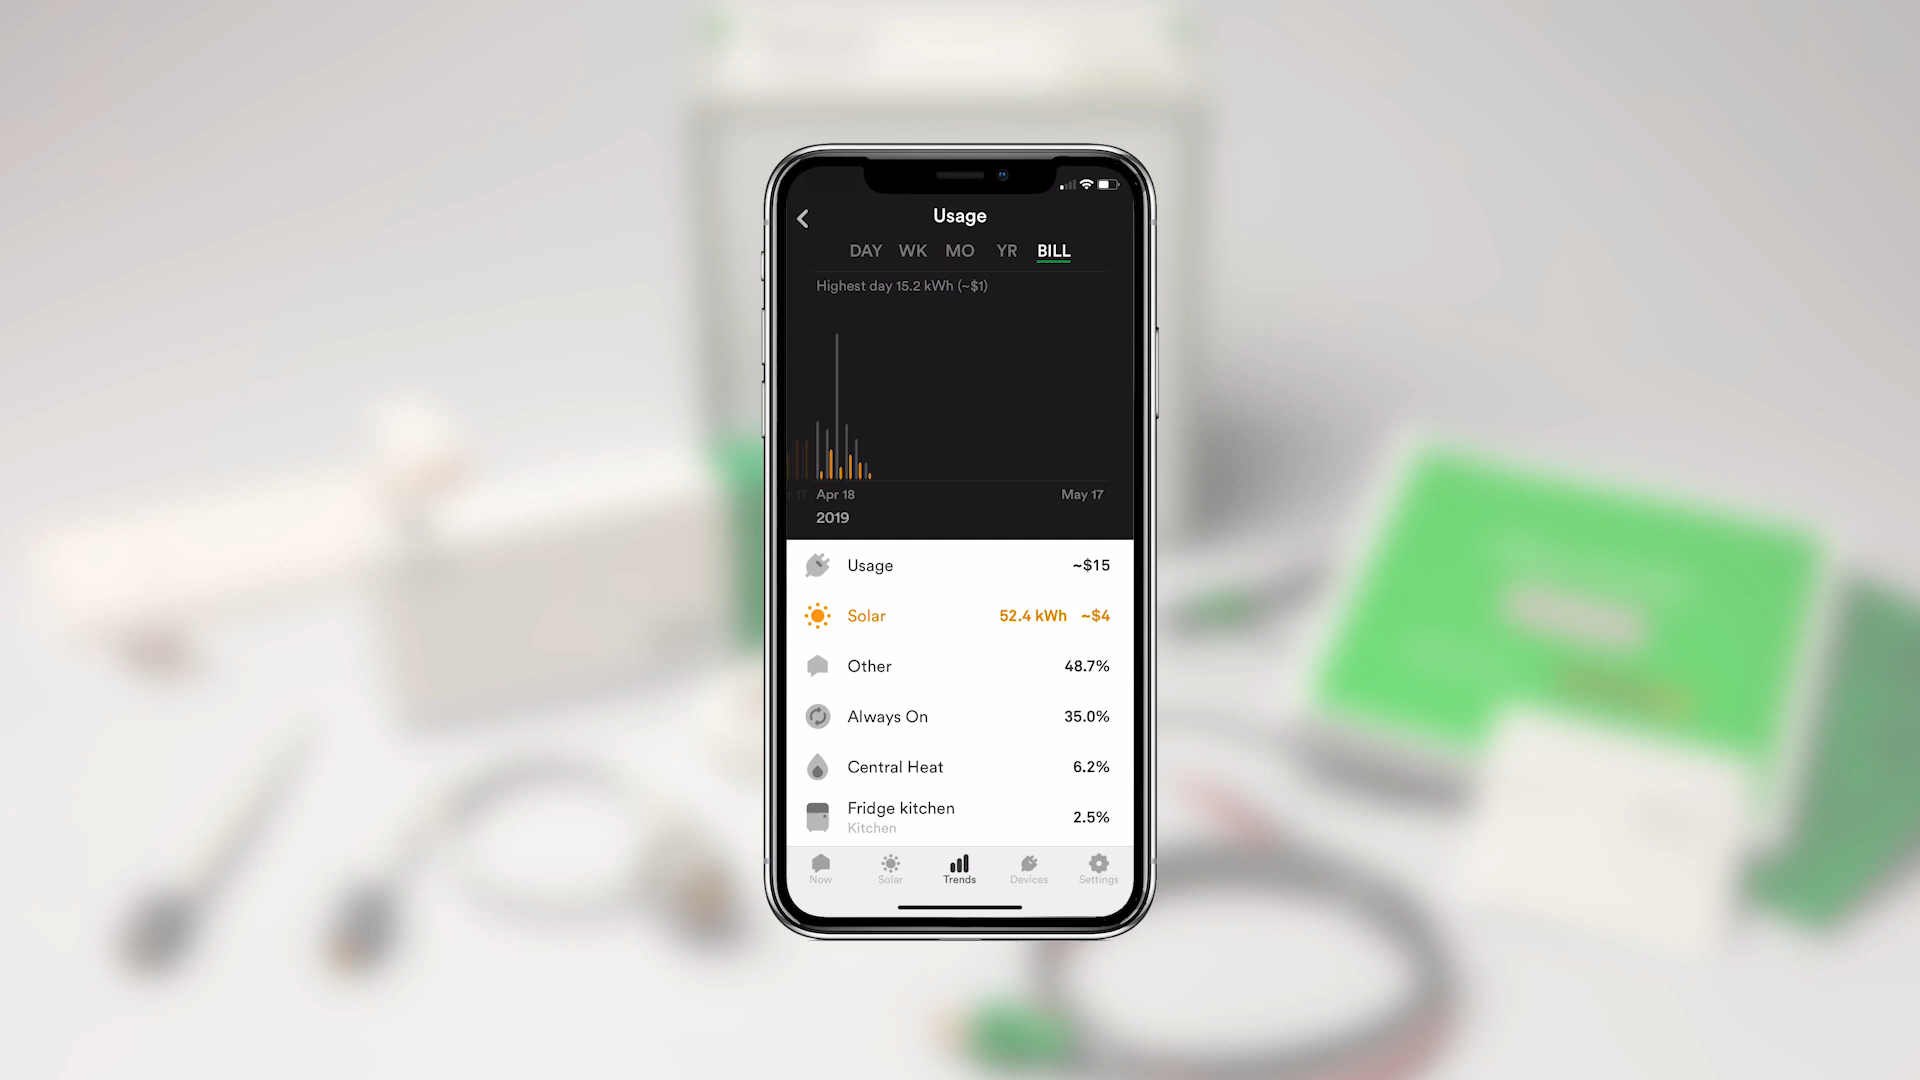 Usage
DAY WK MO YR BILL
Highest day 15.2 kWh (~$1)
17 Apr 18 May 17
2019
Usage ~$15
Solar 52.4 kWh ~$4
Other 48.7%
Always On 35.0%
Central Heat 6.2%
Fridge kitchen 2.5%
Kitchen
Now Solar Trends Devices Settings